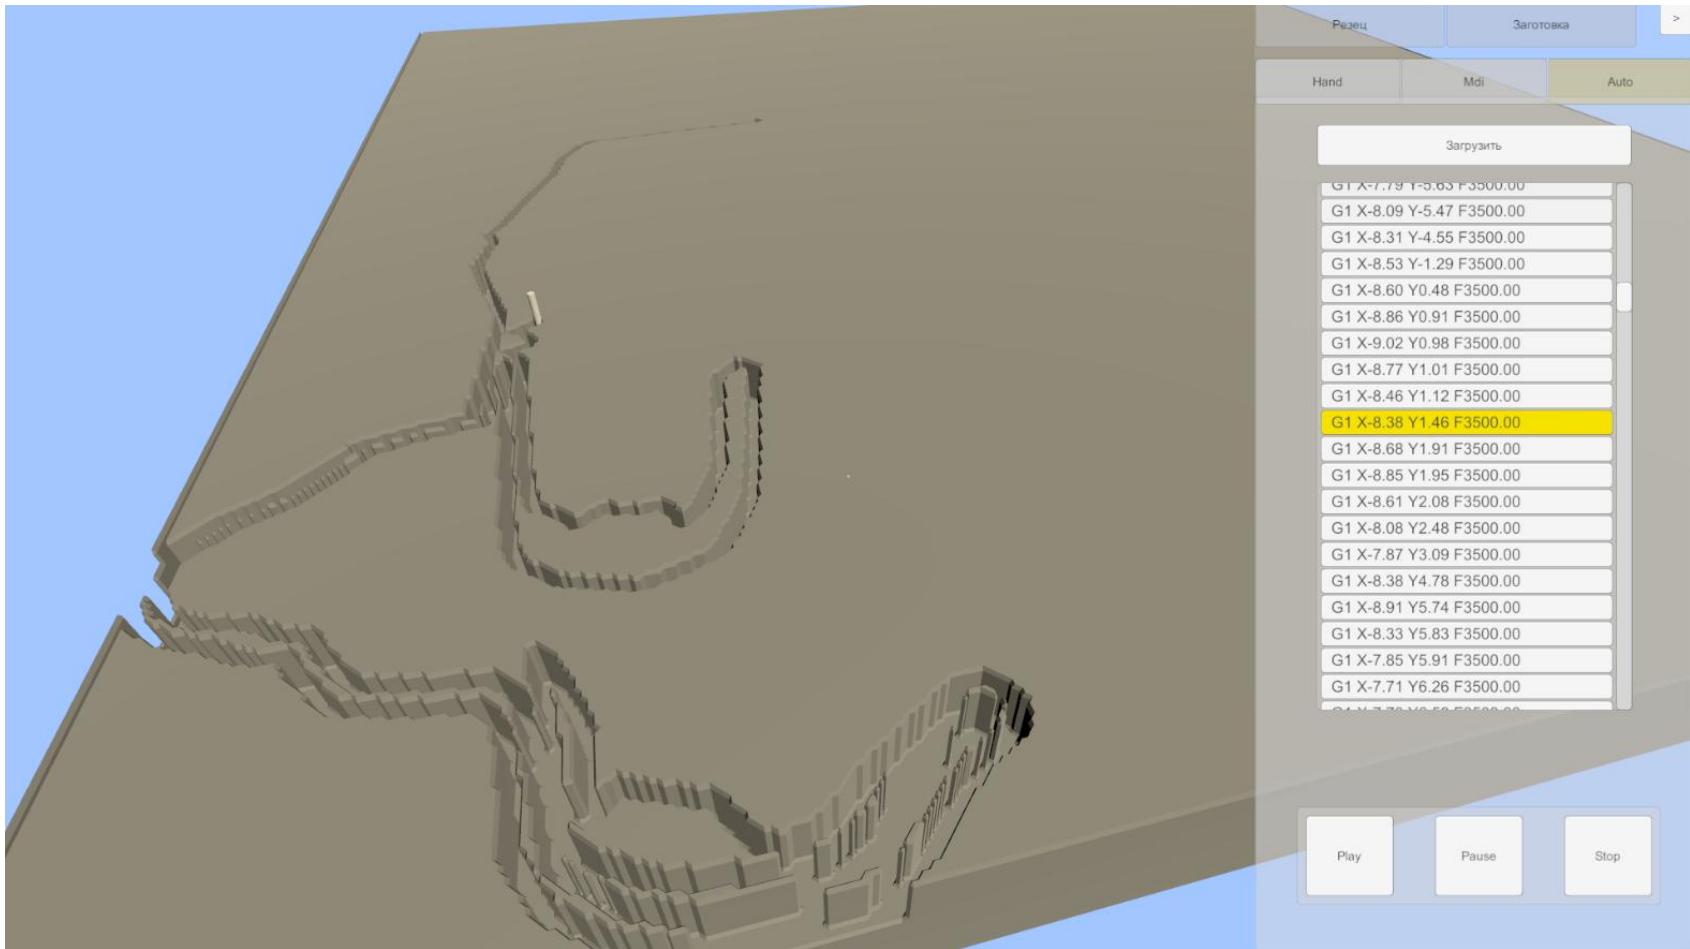 Резец
Заготовка
>
Hand
Mdi
Auto
Загрузить
G1 X-7.79 Y-5.63 F3500.00
G1 X-8.09 Y-5.47 F3500.00
G1 X-8.31 Y-4.55 F3500.00
G1 X-8.53 Y-1.29 F3500.00
G1 X-8.60 Y0.48 F3500.00
G1 X-8.86 Y0.91 F3500.00
G1 X-9.02 Y0.98 F3500.00
G1 X-8.77 Y1.01 F3500.00
G1 X-8.46 Y1.12 F3500.00
G1 X-8.38 Y1.46 F3500.00
G1 X-8.68 Y1.91 F3500.00
G1 X-8.85 Y1.95 F3500.00
G1 X-8.61 Y2.08 F3500.00
G1 X-8.08 Y2.48 F3500.00
G1 X-7.87 Y3.09 F3500.00
G1 X-8.38 Y4.78 F3500.00
G1 X-8.91 Y5.74 F3500.00
G1 X-8.33 Y5.83 F3500.00
G1 X-7.85 Y5.91 F3500.00
G1 X-7.71 Y6.26 F3500.00
Play
Pause
Stop